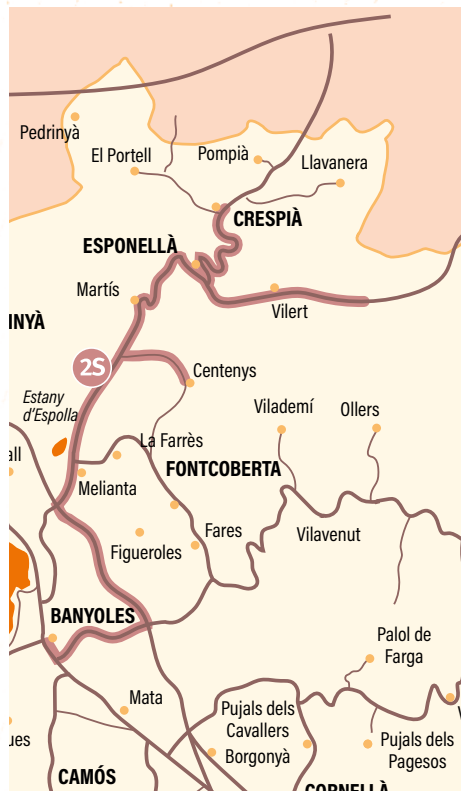 Pedrinyà
El Portell
Pompià
Llavanera
CRESPIÀ
ESPONELLÀ
Martís
Vilert
INYÀ
2S
Centenys
Estany
d'Espolla
Vilademí
Ollers
La Farrès
all
FONTCOBERTA
Melianta
Fares
Vilavenut
Figueroles
BANYOLES
Palol de
Farga
Mata
Pujals dels
Cavallers
ues
Borgonyà
Pujals dels
Pagesos
CAMÓS
CORNELLÀ